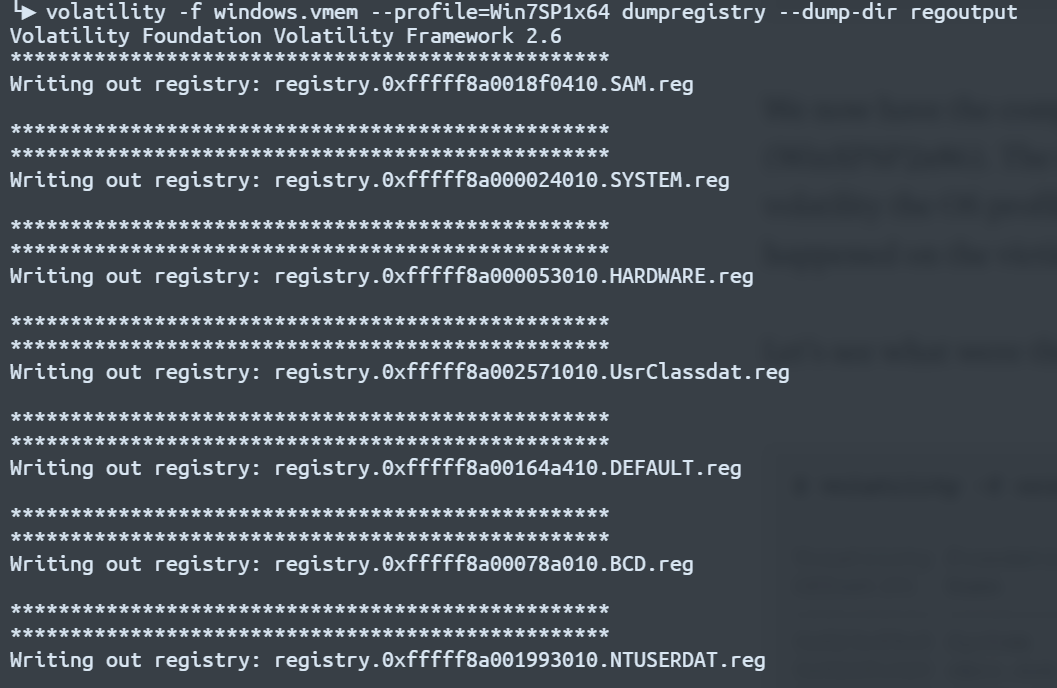 └▶ volatility -f windows.vmem --profile=Win7SP1x64 dumpregistry --dump-dir regoutput
Volatility Foundation Volatility Framework 2.6
**************************************************
Writing out registry: registry.0xfffff8a0018f0410.SAM.reg
**************************************************
**************************************************
Writing out registry: registry.0xfffff8a000024010.SYSTEM.reg
**************************************************
**************************************************
Writing out registry: registry.0xfffff8a000053010.HARDWARE.reg
**************************************************
**************************************************
Writing out registry: registry.0xfffff8a002571010.UsrClassdat.reg
**************************************************
**************************************************
Writing out registry: registry.0xfffff8a00164a410.DEFAULT.reg
**************************************************
**************************************************
Writing out registry: registry.0xfffff8a00078a010.BCD.reg
**************************************************
**************************************************
Writing out registry: registry.0xfffff8a001993010.NTUSERDAT.reg